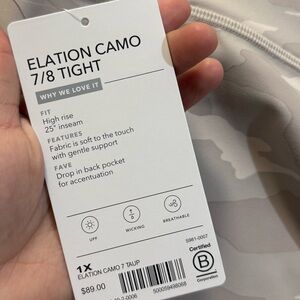 ELATION CAMO
7/8 TIGHT
WHY WE LOVE IT
FIT
High rise
25" inseam
FEATURES
Fabric is soft to the touch
with gentle support
FAVE
Drop in back pocket
for accentuation
UPF
WICKING
BREATHABLE
5981-0007
Certified
B
Corporation
1X
ELATION CAMO 7 TAUP
$89.00
500059498068